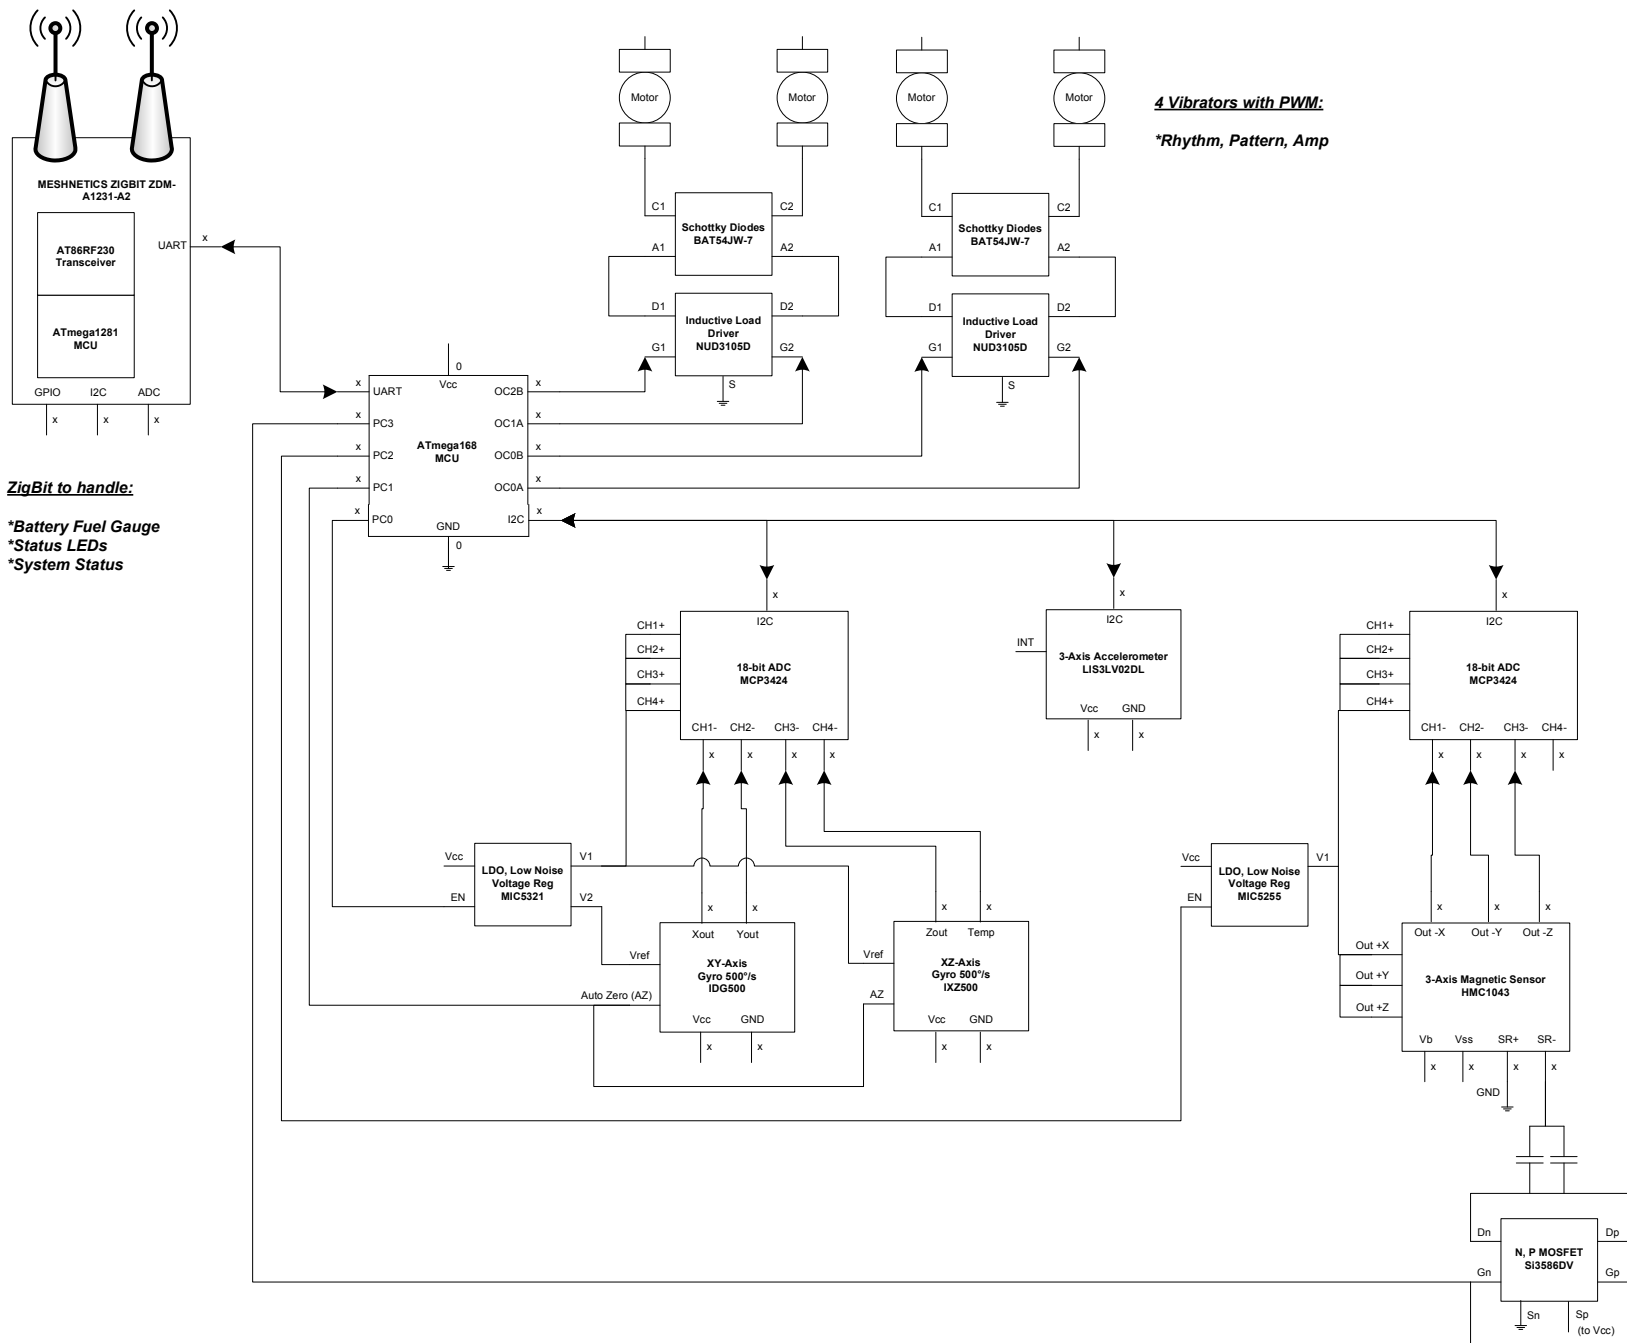 MESHNETICS ZIGBIT ZDM-
A1231-A2
AT86RF230
Transceiver
ATmega1281
MCU
UART
x
GPIO
I2C
ADC
x
x
x
ZigBit to handle:
*Battery Fuel Gauge
*Status LEDs
*System Status
Motor
Motor
Motor
Motor
4 Vibrators with PWM:
*Rhythm, Pattern, Amp
C1
C2
Schottky Diodes
BAT54JW-7
A1
A2
D1
D2
Inductive Load
Driver
NUD3105D
G1
G2
S
C1
C2
Schottky Diodes
BAT54JW-7
A1
A2
D1
D2
Inductive Load
Driver
NUD3105D
G1
G2
S
0
Vcc
x
UART
OC2B
x
x
PC3
OC1A
x
ATmega168
MCU
x
PC2
OC0B
x
x
PC1
OC0A
x
x
PC0
I2C
x
GND
0
x
I2C
CH1+
CH2+
CH3+
CH4+
18-bit ADC
MCP3424
CH1-
CH2-
CH3-
CH4-
x
x
x
x
x
I2C
INT
3-Axis Accelerometer
LIS3LV02DL
Vcc
GND
x
x
x
I2C
CH1+
CH2+
CH3+
CH4+
18-bit ADC
MCP3424
CH1-
CH2-
CH3-
CH4-
x
x
x
x
Vcc
V1
LDO, Low Noise
Voltage Reg
MIC5321
EN
V2
x
x
Xout
Yout
Vref
XY-Axis
Gyro 500°/s
IDG500
Auto Zero (AZ)
Vcc
GND
x
x
x
x
Zout
Temp
Vref
XZ-Axis
Gyro 500°/s
IXZ500
AZ
Vcc
GND
x
x
Vcc
V1
LDO, Low Noise
Voltage Reg
MIC5255
EN
x
x
x
Out -X
Out -Y
Out -Z
Out +X
Out +Y
Out +Z
3-Axis Magnetic Sensor
HMC1043
Vb
Vss
SR+
SR-
x
x
x
x
GND
Dn
Dp
N, P MOSFET
Si3586DV
Gn
Gp
Sn
Sp
(to Vcc)